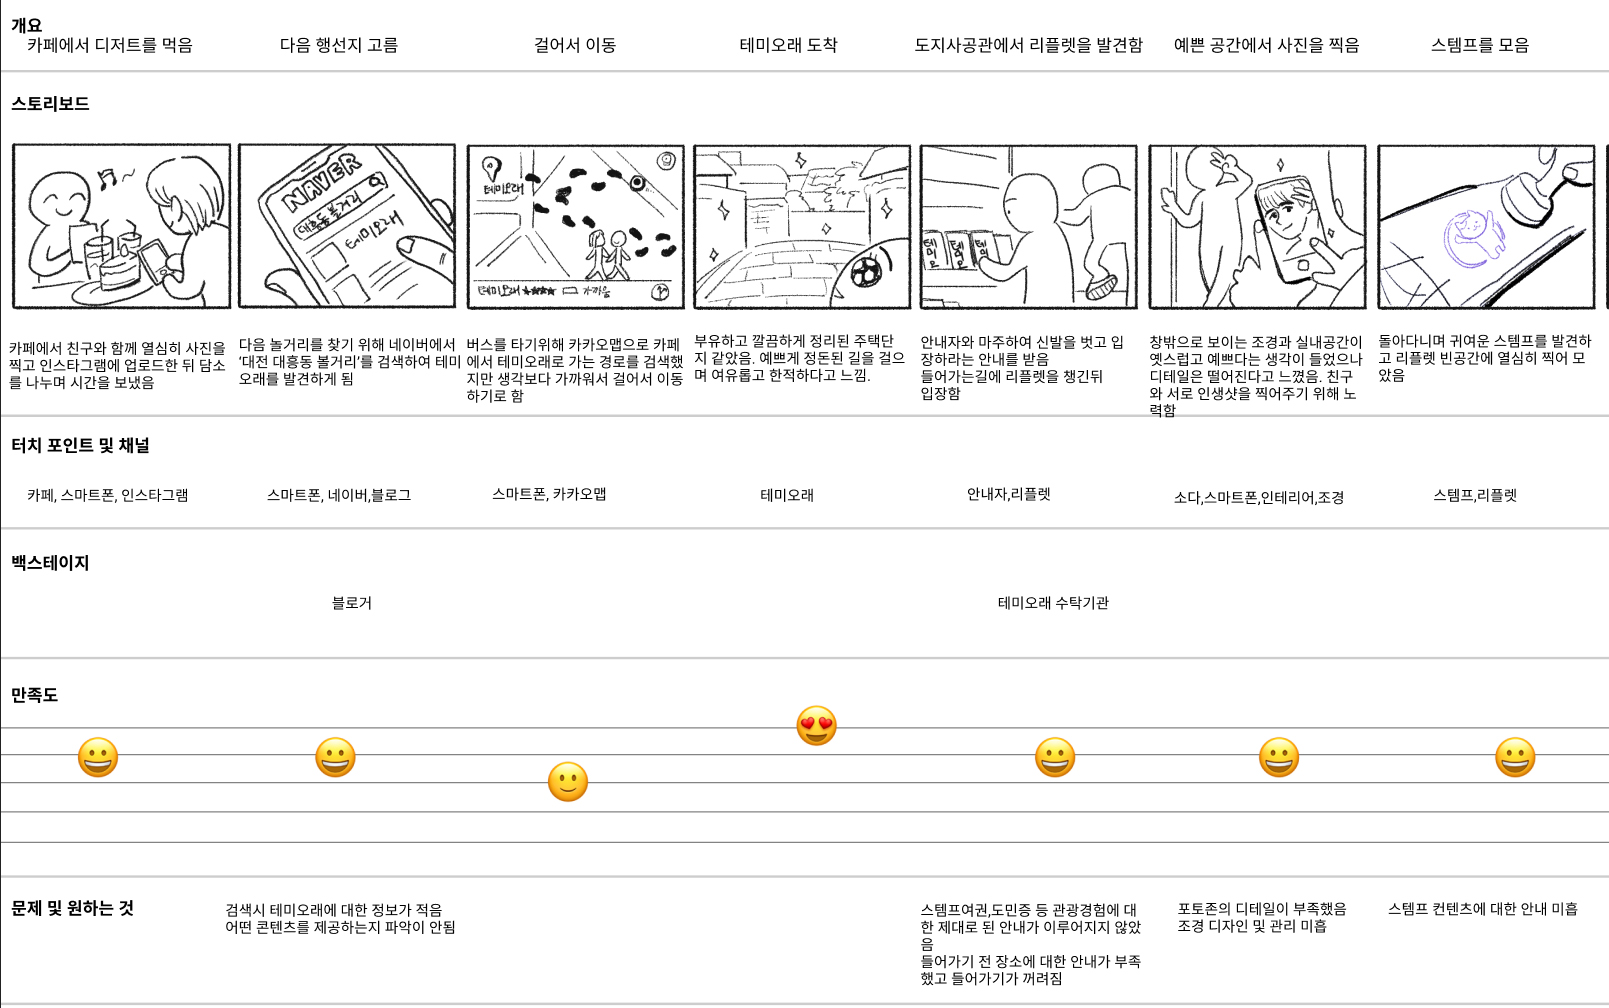 개요
카페에서 디저트를 먹음
다음 행선지 고름
걸어서 이동
테미오래 도착
도지사공관에서 리플렛을 발견함
예쁜 공간에서 사진을 찍음
스템프를 모음
스토리보드
NAVER
대흥동 볼거리
테미오래
테미오래
테미오래 ★★★★
가까움
테미오
테미오
테미
카페에서 친구와 함께 열심히 사진을
찍고 인스타그램에 업로드한 뒤 담소
를 나누며 시간을 보냈음
다음 놀거리를 찾기 위해 네이버에서
‘대전 대흥동 볼거리’를 검색하여 테미
오래를 발견하게 됨
버스를 타기위해 카카오맵으로 카페
에서 테미오래로 가는 경로를 검색했
지만 생각보다 가까워서 걸어서 이동
하기로 함
부유하고 깔끔하게 정리된 주택단
지 같았음. 예쁘게 정돈된 길을 걸으
며 여유롭고 한적하다고 느낌.
안내자와 마주하여 신발을 벗고 입
장하라는 안내를 받음
들어가는길에 리플렛을 챙긴뒤
입장함
창밖으로 보이는 조경과 실내공간이
옛스럽고 예쁘다는 생각이 들었으나
디테일은 떨어진다고 느꼈음. 친구
와 서로 인생샷을 찍어주기 위해 노
력함
돌아다니며 귀여운 스템프를 발견하
고 리플렛 빈공간에 열심히 찍어 모
았음
터치 포인트 및 채널
카페, 스마트폰, 인스타그램
스마트폰, 네이버,블로그
스마트폰, 카카오맵
테미오래
안내자,리플렛
소다,스마트폰,인테리어,조경
스템프,리플렛
백스테이지
블로거
테미오래 수탁기관
만족도
문제 및 원하는 것
검색시 테미오래에 대한 정보가 적음
어떤 콘텐츠를 제공하는지 파악이 안됨
스템프여권,도민증 등 관광경험에 대
한 제대로 된 안내가 이루어지지 않았
음
들어가기 전 장소에 대한 안내가 부족
했고 들어가기가 꺼려짐
포토존의 디테일이 부족했음
조경 디자인 및 관리 미흡
스템프 컨텐츠에 대한 안내 미흡